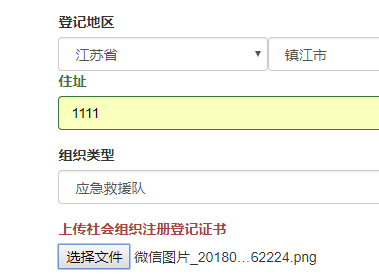 登记地区
江苏省 镇江市
住址
1111
组织类型
应急救援队
上传社会组织注册登记证书
选择文件 微信图片_20180...62224.png